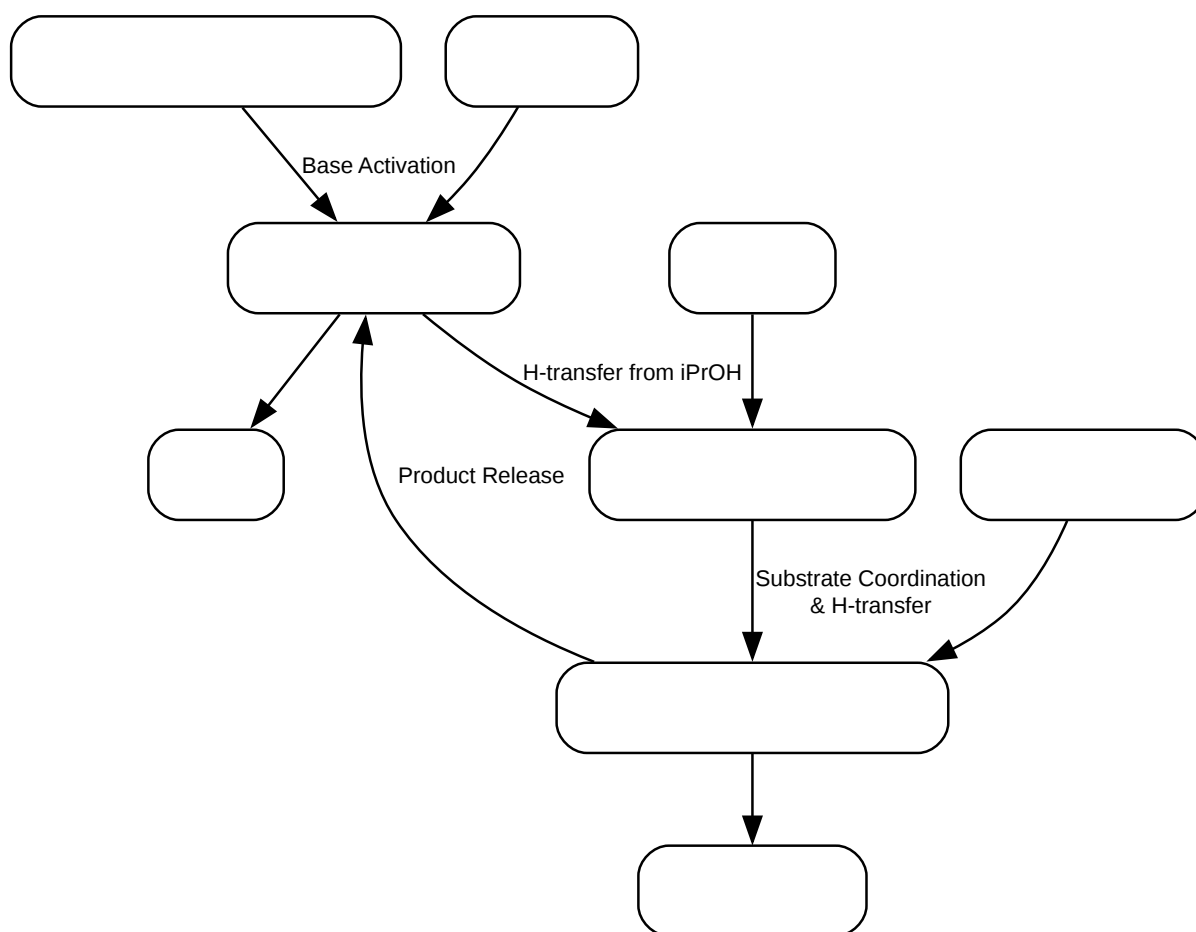 Base Activation
H-transfer from iPrOH
Product Release
Substrate Coordination
& H-transfer